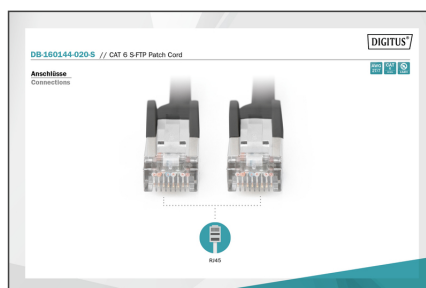 DIGITUS®
DB-160144-020-S // CAT 6 S-FTP Patch Cord
Anschlüsse
Connections
RJ45